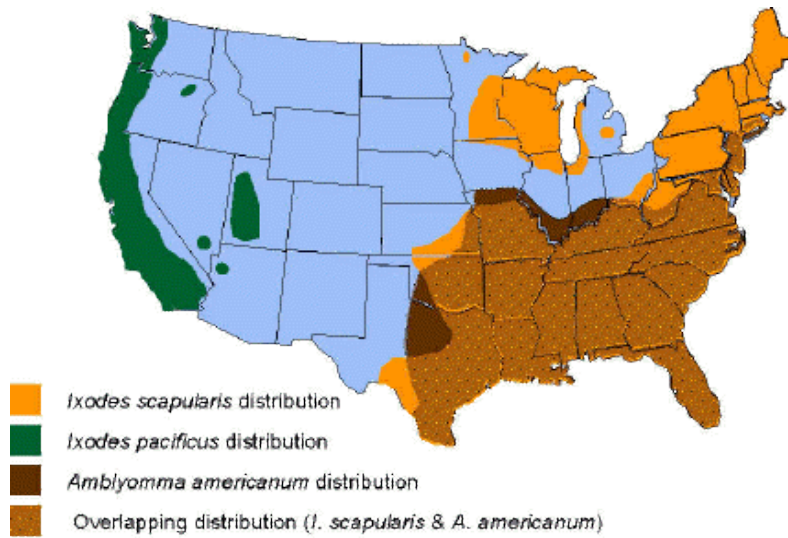 Ixodes scapularis distribution
Ixodes pacificus distribution
Amblyomma americanum distribution
Overlapping distribution (I. scapularis & A. americanum)